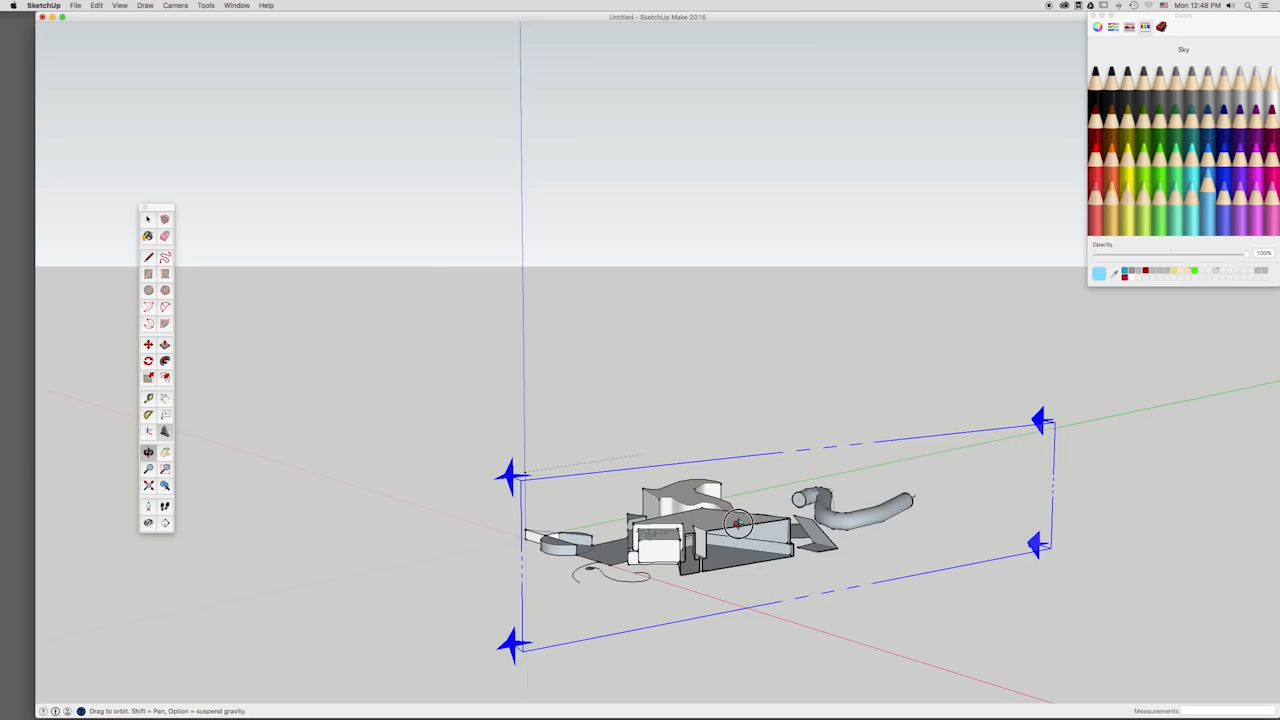 SketchUp File Edit View Draw Camera Tools Window Help
Mon 12:48 PM
Untitled - SketchUp Make 2016
Colors
Sky
Opacity
100%
Drag to orbit. Shift = Pan, Option = suspend gravity.
Measurements